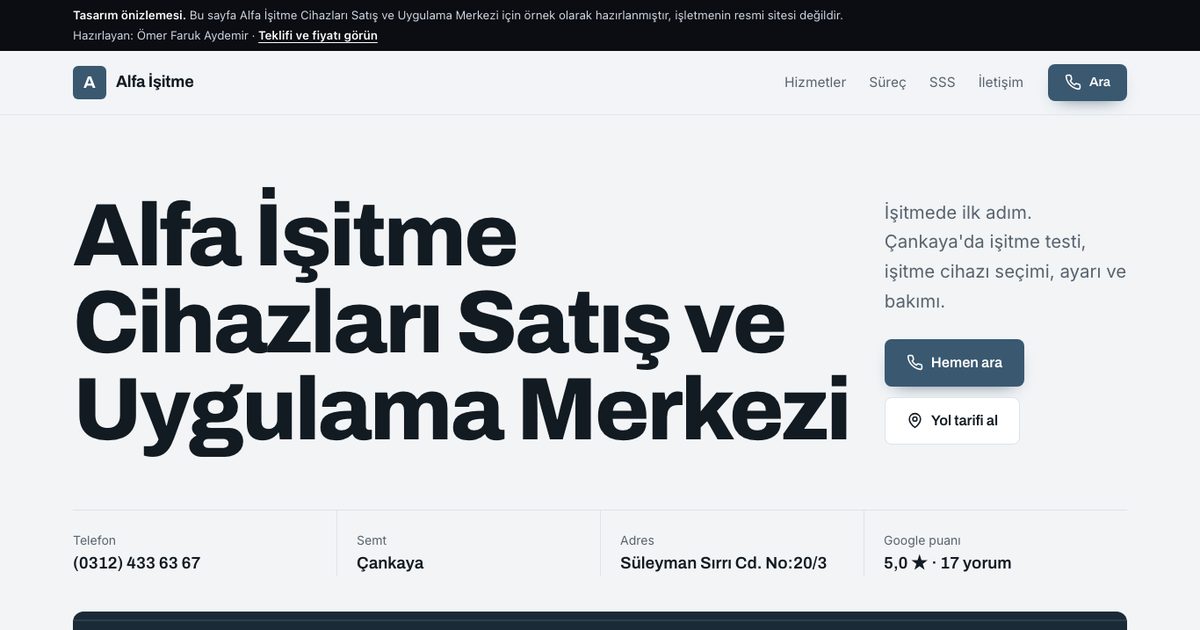 Tasarım önizlemesi. Bu sayfa Alfa İşitme Cihazları Satış ve Uygulama Merkezi için örnek olarak hazırlanmıştır, işletmenin resmi sitesi değildir.
Hazırlayan: Ömer Faruk Aydemir · Teklifi ve fiyatı görün
A
Alfa İşitme
Hizmetler
Süreç
SSS
İletişim
Ara
Alfa İşitme
Cihazları Satış ve
Uygulama Merkezi
İşitmede ilk adım.
Çankaya'da işitme testi,
işitme cihazı seçimi, ayarı ve
bakımı.
Hemen ara
Yol tarifi al
Telefon
(0312) 433 63 67
Semt
Çankaya
Adres
Süleyman Sırrı Cd. No:20/3
Google puanı
5,0 ★ · 17 yorum